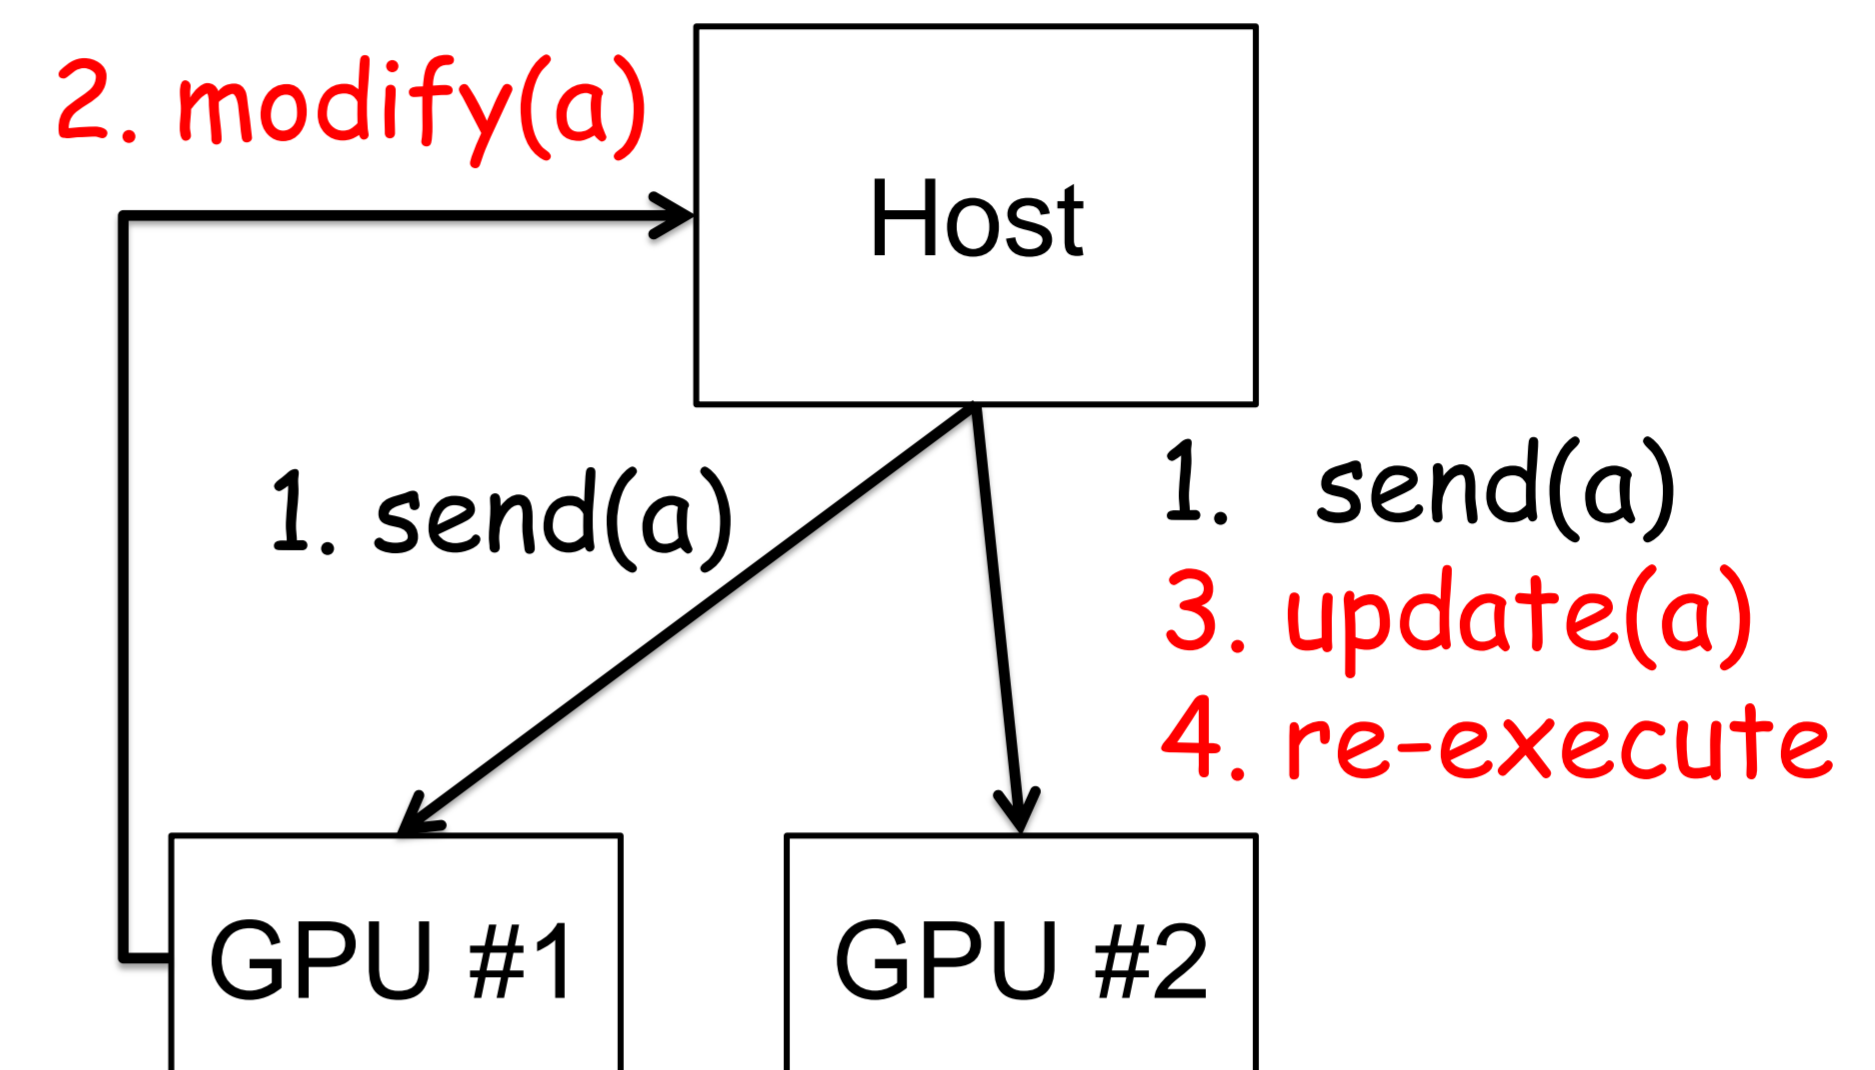 2. modify(a)
Host
1. send(a)
1. send(a)
3. update(a)
4. re-execute
GPU #1
GPU #2